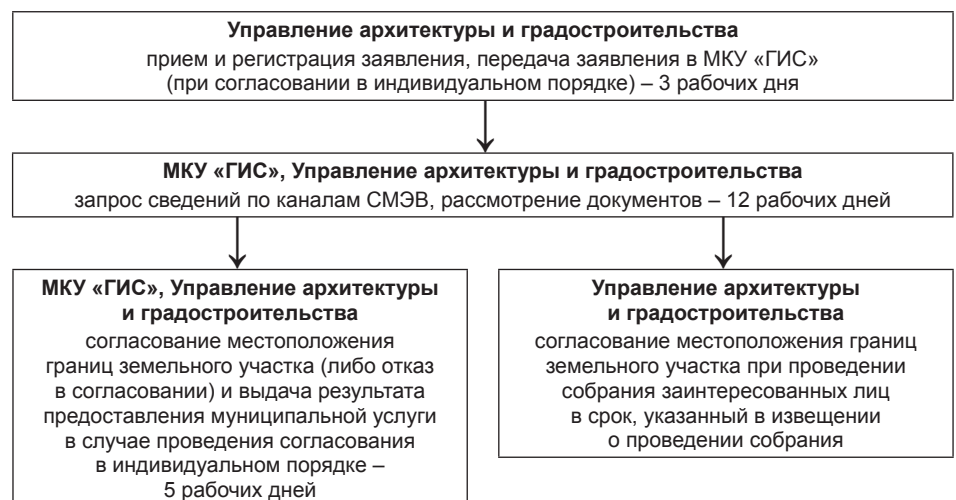 Управление архитектуры и градостроительства
прием и регистрация заявления, передача заявления в МКУ «ГИС»
(при согласовании в индивидуальном порядке) – 3 рабочих дня
МКУ «ГИС», Управление архитектуры и градостроительства
запрос сведений по каналам СМЭВ, рассмотрение документов – 12 рабочих дней
МКУ «ГИС», Управление архитектуры
и градостроительства
согласование местоположения
границ земельного участка (либо отказ
в согласовании) и выдача результата
предоставления муниципальной услуги
в случае проведения согласования
в индивидуальном порядке –
5 рабочих дней
Управление архитектуры
и градостроительства
согласование местоположения границ
земельного участка при проведении
собрания заинтересованных лиц
в срок, указанный в извещении
о проведении собрания